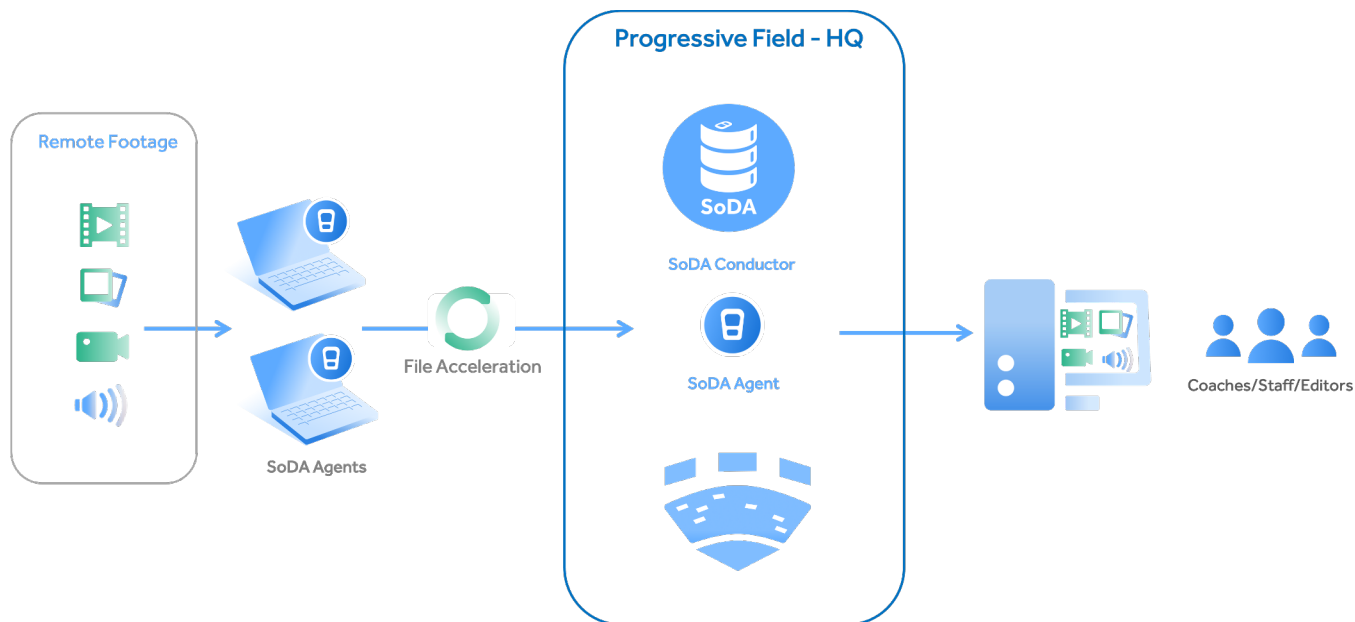 Progressive Field - HQ
Remote Footage
SoDA
SoDA Conductor
File Acceleration
SoDA Agent
Coaches/Staff/Editors
SoDA Agents